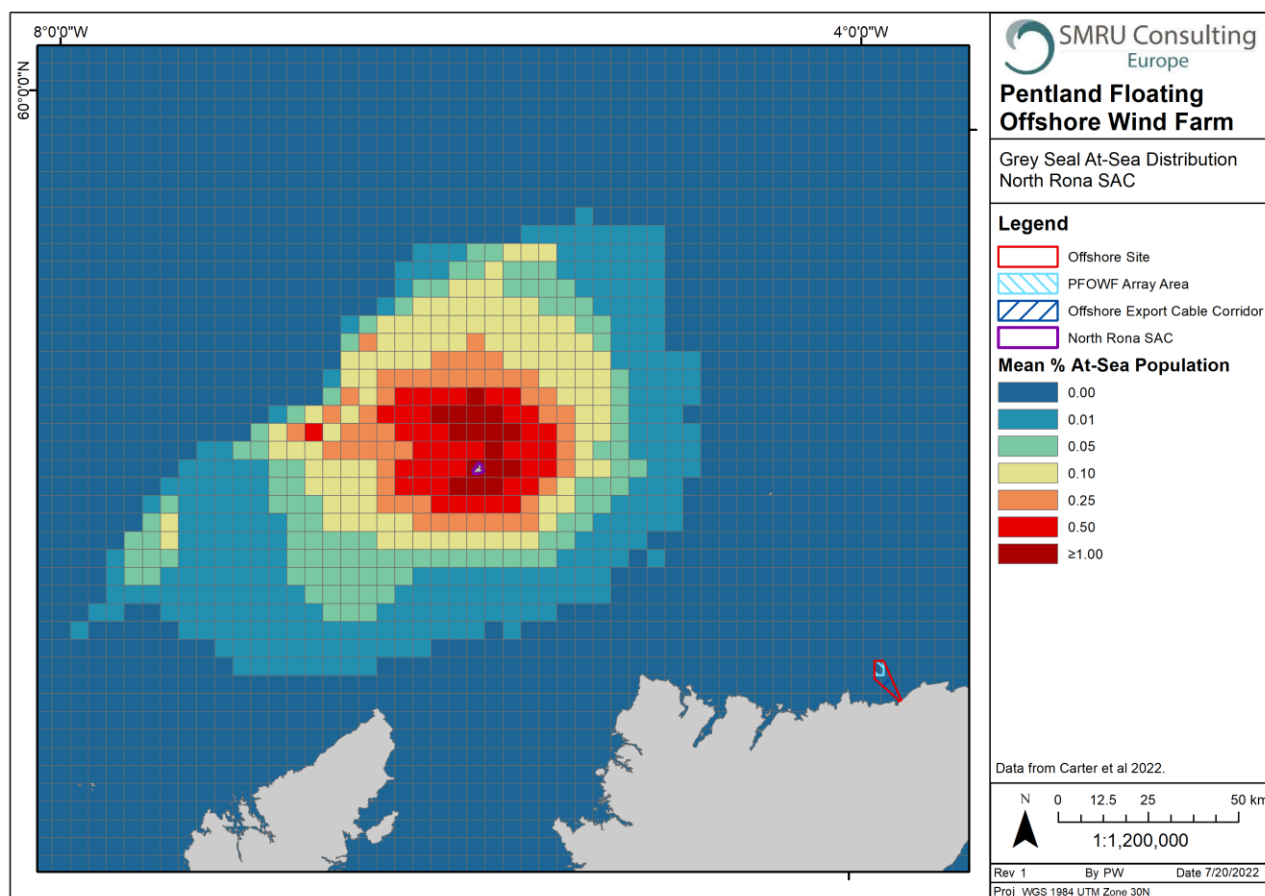 8°0'0"W
4°0'0"W
60°0'0"N
SMRU Consulting
Europe
Pentland Floating
Offshore Wind Farm
Grey Seal At-Sea Distribution
North Rona SAC
Legend
Offshore Site
PFOWF Array Area
Offshore Export Cable Corridor
North Rona SAC
Mean % At-Sea Population
0.00
0.01
0.05
0.10
0.25
0.50
≥1.00
Data from Carter et al 2022.
N
0 12.5 25 50 km
1:1,200,000
Rev 1 By PW Date 7/20/2022
Proj WGS 1984 UTM Zone 30N